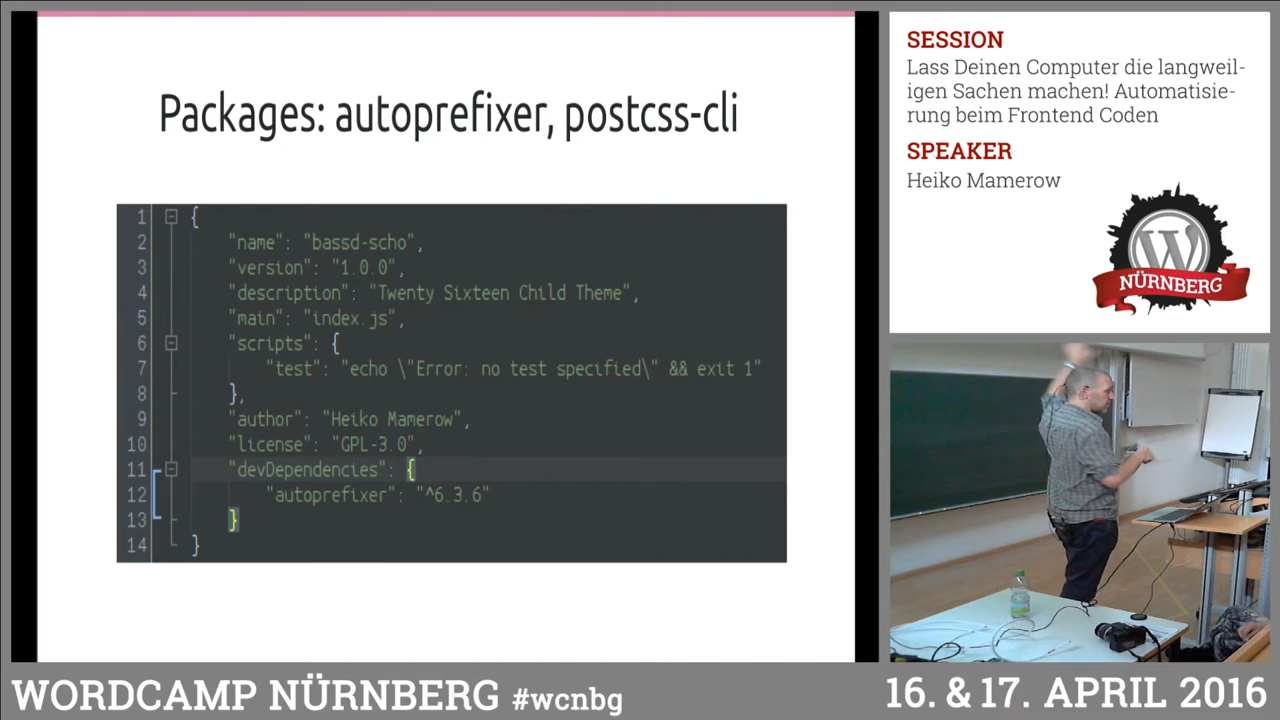 Packages: autoprefixer, postcss-cli
1 {
2 "name": "bassd-scho",
3 "version": "1.0.0",
4 "description": "Twenty Sixteen Child Theme",
5 "main": "index.js",
6 "scripts": {
7 "test": "echo \"Error: no test specified\" && exit 1"
8 },
9 "author": "Heiko Mamerow",
10 "license": "GPL-3.0",
11 "devDependencies": {
12 "autoprefixer": "^6.3.6"
13 }
14 }
SESSION
Lass Deinen Computer die langweil-
igen Sachen machen! Automatisie-
rung beim Frontend Coden
SPEAKER
Heiko Mamerow
W
NÜRNBERG
WORDCAMP NÜRNBERG #wcnbg
16. & 17. APRIL 2016